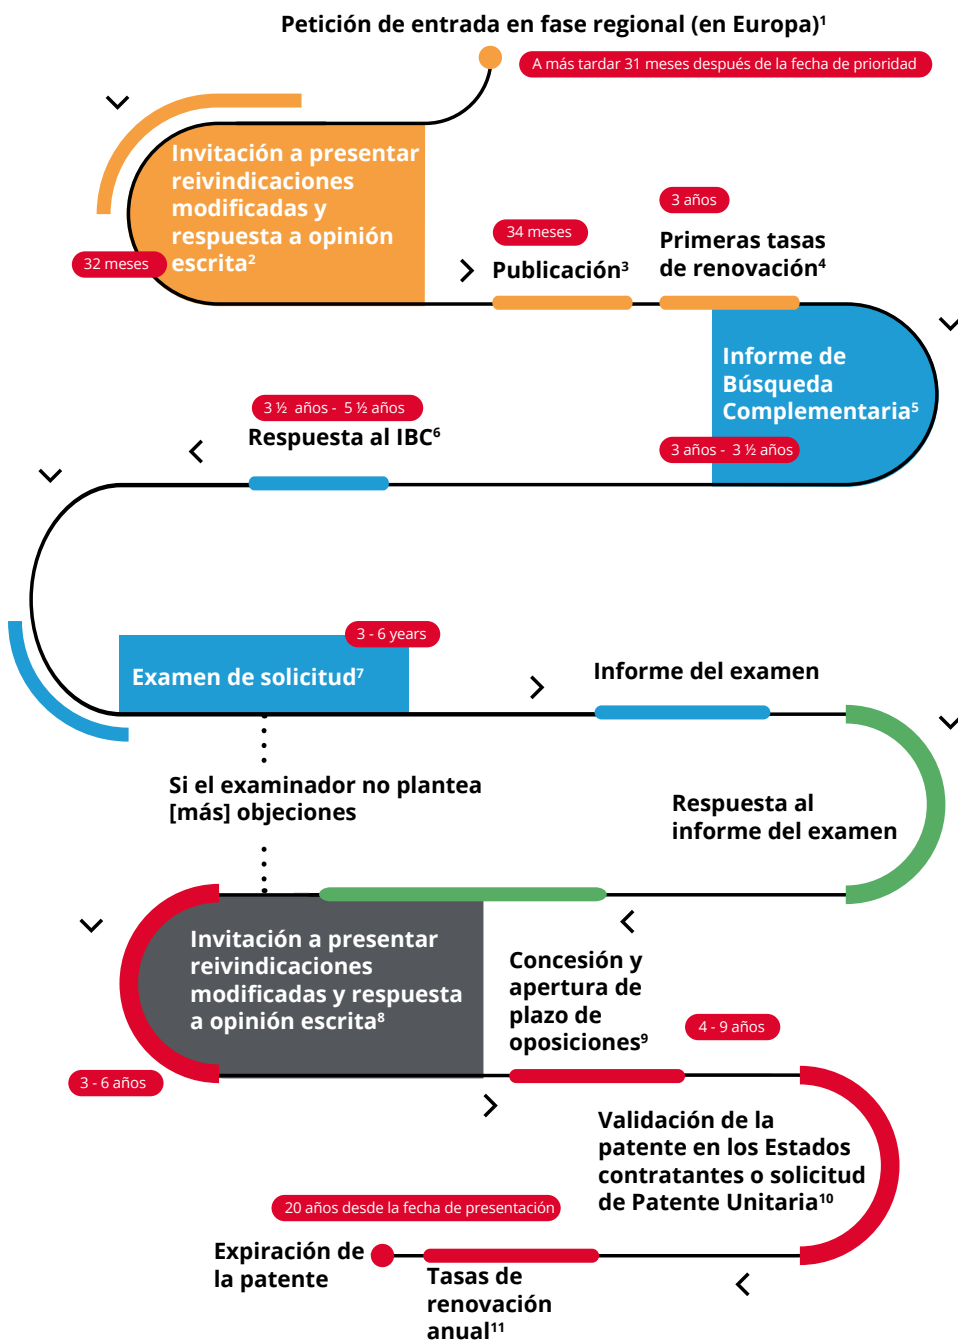 Petición de entrada en fase regional (en Europa)¹
A más tardar 31 meses después de la fecha de prioridad
Invitación a presentar
reivindicaciones
modificadas y
respuesta a opinión
escrita²
32 meses
34 meses
Publicación³
3 años
Primeras tasas
de renovación⁴
Informe de
Búsqueda
Complementaria⁵
3 años - 3 ½ años
3 ½ años - 5 ½ años
Respuesta al IBC⁶
3 - 6 years
Examen de solicitud⁷
Informe del examen
Si el examinador no plantea
[más] objeciones
Respuesta al
informe del examen
Invitación a presentar
reivindicaciones
modificadas y respuesta
a opinión escrita⁸
3 - 6 años
Concesión y
apertura de
plazo de
oposiciones⁹
4 - 9 años
Validación de la
patente en los Estados
contratantes o solicitud
de Patente Unitaria¹⁰
20 años desde la fecha de presentación
Expiración de
la patente
Tasas de
renovación
anual¹¹